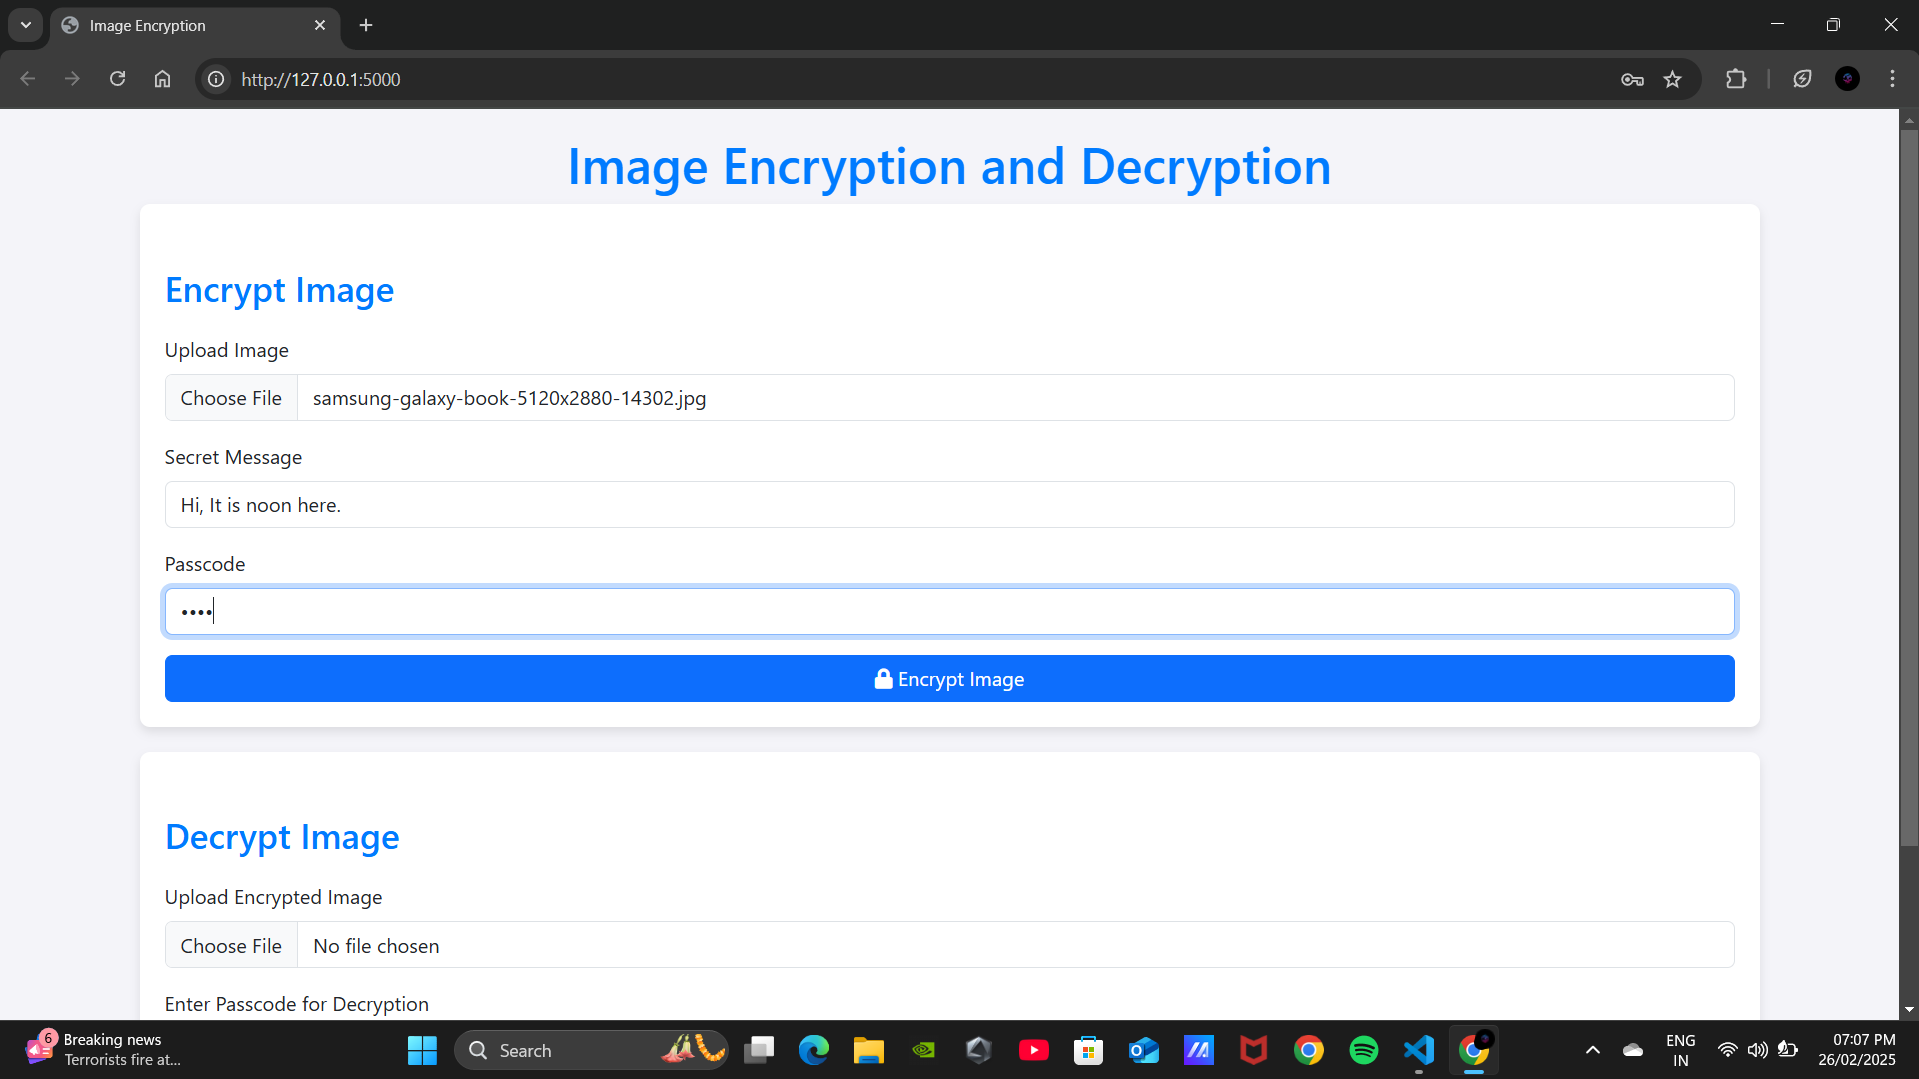 Image Encryption
http://127.0.0.1:5000
Image Encryption and Decryption
Encrypt Image
Upload Image
Choose File samsung-galaxy-book-5120x2880-14302.jpg
Secret Message
Hi, It is noon here.
Passcode
••••
Encrypt Image
Decrypt Image
Upload Encrypted Image
Choose File No file chosen
Enter Passcode for Decryption
6
Breaking news
Terrorists fire at...
Search
ENG
IN
07:07 PM
26/02/2025